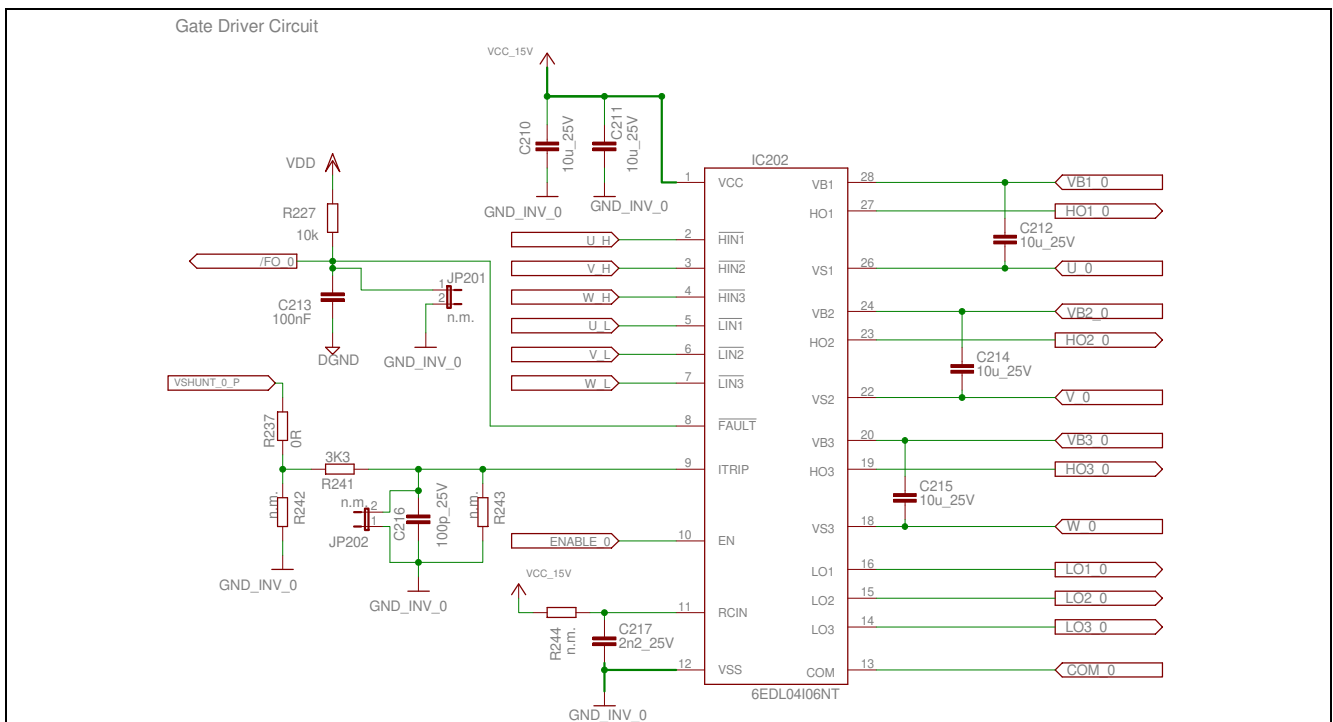 Gate Driver Circuit
VCC_15V
C210
10u_25V
C211
10u_25V
GND_INV_0
GND_INV_0
VDD
R227
10k
/FO_0
C213
100nF
DGND
JP201
1
2
n.m.
GND_INV_0
VSHUNT_0_P
R237
0R
3K3
R241
n.m.
R242
GND_INV_0
n.m.
2
1
JP202
C216
100p_25V
n.m.
R243
GND_INV_0
U_H
V_H
W_H
U_L
V_L
W_L
ENABLE_0
VCC_15V
R244
n.m.
C217
2n2_25V
GND_INV_0
IC202
1 VCC
2 HIN1
3 HIN2
4 HIN3
5 LIN1
6 LIN2
7 LIN3
8 FAULT
9 ITRIP
10 EN
11 RCIN
12 VSS
VB1 28
HO1 27
VS1 26
VB2 24
HO2 23
VS2 22
VB3 20
HO3 19
VS3 18
LO1 16
LO2 15
LO3 14
COM 13
6EDL04I06NT
C212
10u_25V
C214
10u_25V
C215
10u_25V
VB1_0
HO1_0
U_0
VB2_0
HO2_0
V_0
VB3_0
HO3_0
W_0
LO1_0
LO2_0
LO3_0
COM_0